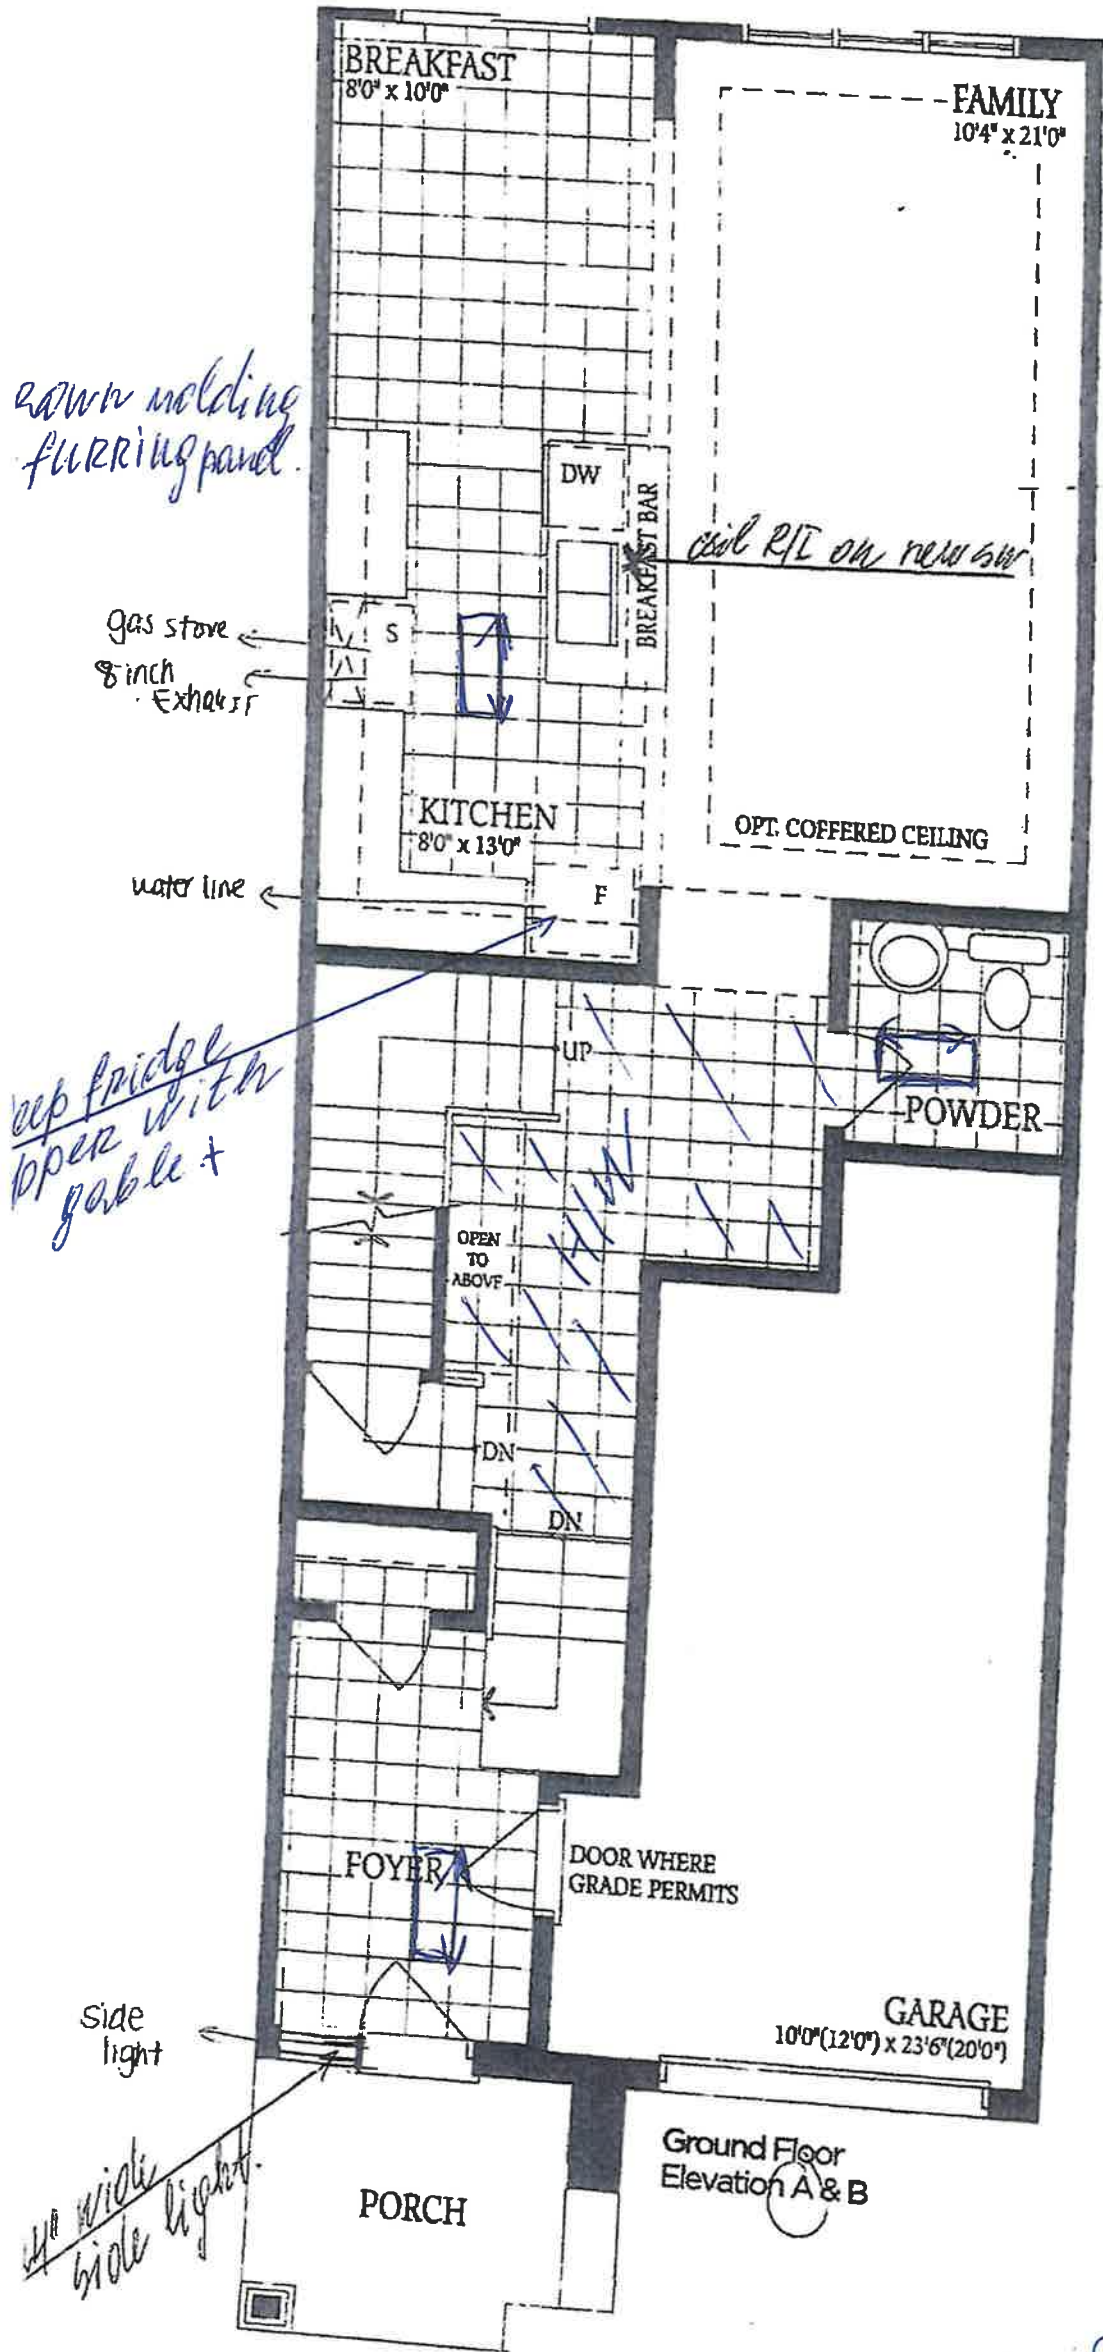 BREAKFAST
8'0" x 10'0"
FAMILY
10'4" x 21'0"
molding
furring panel.
DW
BREAKFAST BAR
R/I on new
gas stove
S
8 inch
Exhaust
KITCHEN
8'0" x 13'0"
OPT. COFFERED CEILING
water line
F
fridge
with
gable +
UP
POWDER
H/W
OPEN
TO
ABOVE
DN
DN
FOYER
DOOR WHERE
GRADE PERMITS
GARAGE
10'0"(12'0") x 23'6"(20'0")
Side
light
wide
side light.
PORCH
Ground Floor
Elevation A & B